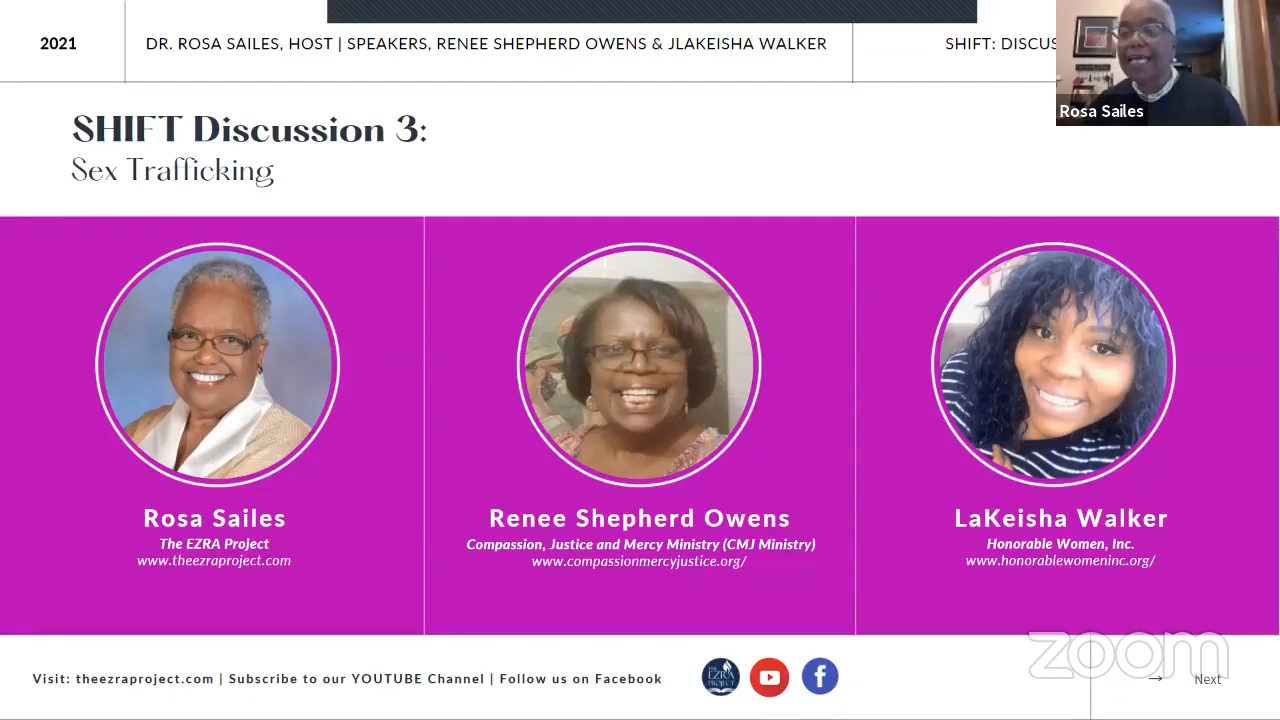 2021
DR. ROSA SAILES, HOST | SPEAKERS, RENEE SHEPHERD OWENS & JLAKEISHA WALKER
SHIFT: DISCUS
Rosa Sailes
SHIFT Discussion 3:
Sex Trafficking
Rosa Sailes
The EZRA Project
www.theezraproject.com
Renee Shepherd Owens
Compassion, Justice and Mercy Ministry (CMJ Ministry)
www.compassionmercyjustice.org/
LaKeisha Walker
Honorable Women, Inc.
www.honorablewomeninc.org/
Visit: theezraproject.com | Subscribe to our YOUTUBE Channel | Follow us on Facebook
THE
EZRA
PROJECT
zoom
→ Next